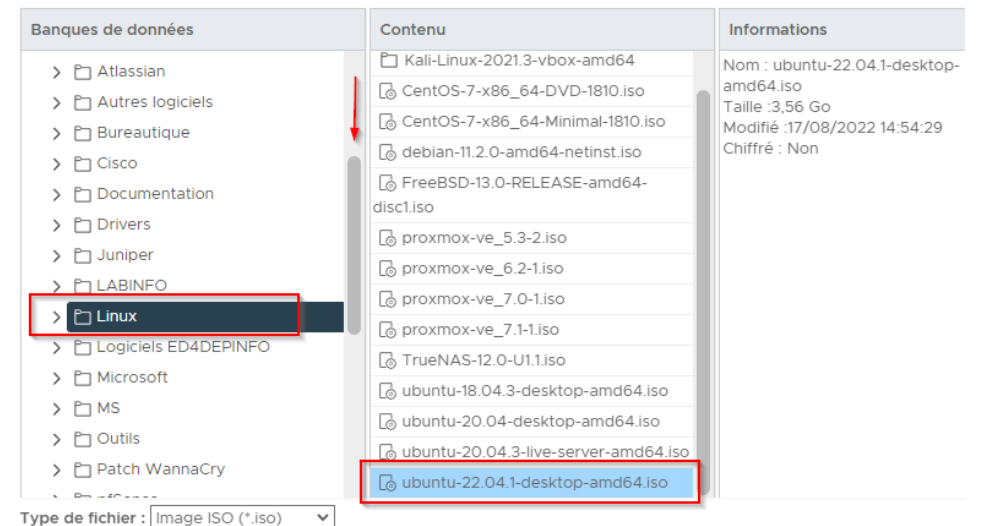 Banques de données
Atlassian
Autres logiciels
Bureautique
Cisco
Documentation
Drivers
Juniper
LABINFO
Linux
Logiciels ED4DEPINFO
Microsoft
MS
Outils
Patch WannaCry
Contenu
Kali-Linux-2021.3-vbox-amd64
CentOS-7-x86_64-DVD-1810.iso
CentOS-7-x86_64-Minimal-1810.iso
debian-11.2.0-amd64-netinst.iso
FreeBSD-13.0-RELEASE-amd64-
disc1.iso
proxmox-ve_5.3-2.iso
proxmox-ve_6.2-1.iso
proxmox-ve_7.0-1.iso
proxmox-ve_7.1-1.iso
TrueNAS-12.0-U1.1.iso
ubuntu-18.04.3-desktop-amd64.iso
ubuntu-20.04-desktop-amd64.iso
ubuntu-20.04.3-live-server-amd64.iso
ubuntu-22.04.1-desktop-amd64.iso
Informations
Nom : ubuntu-22.04.1-desktop-
amd64.iso
Taille :3,56 Go
Modifié :17/08/2022 14:54:29
Chiffré : Non
Type de fichier : Image ISO (*.iso)